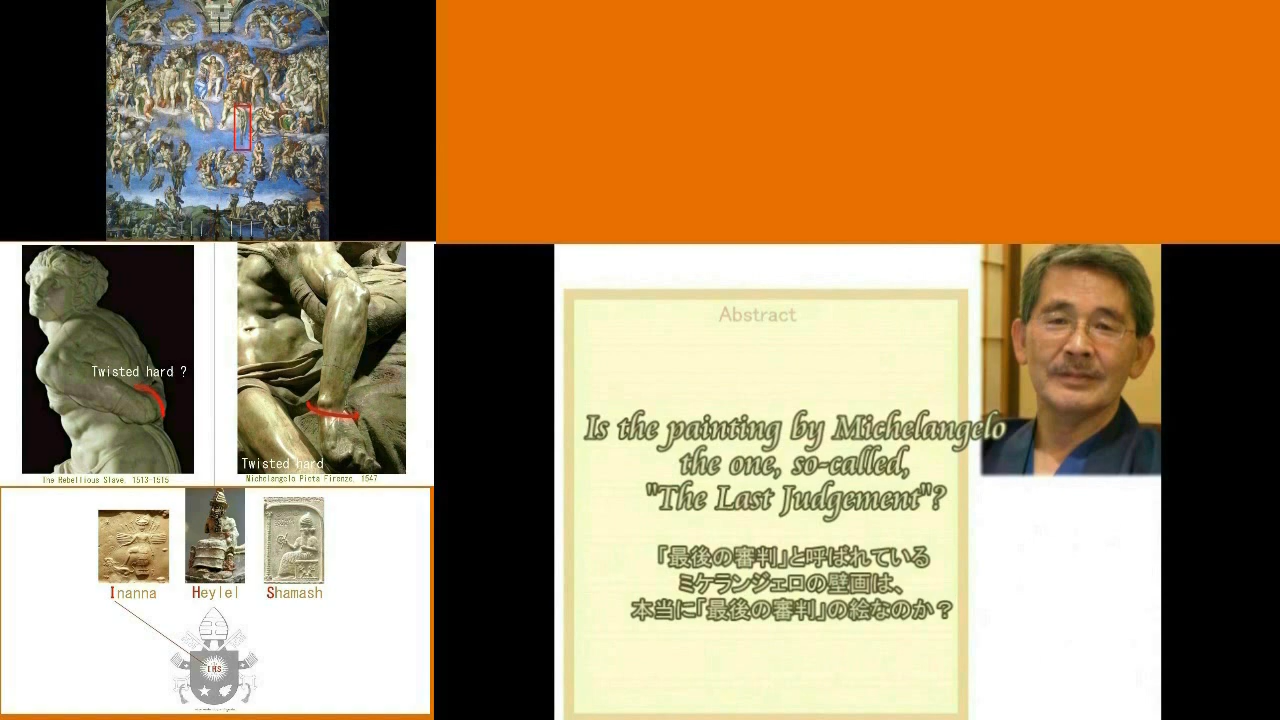 Twisted hard ?
The Rebellious Slave, 1513-1515
Twisted hard
Michelangelo Pieta Firenze, 1547
Inanna
Heylel
Shamash
IHS
Abstract
Is the painting by Michelangelo
the one, so-called,
"The Last Judgement"?
「最後の審判」と呼ばれている
ミケランジェロの壁画は、
本当に「最後の審判」の絵なのか？